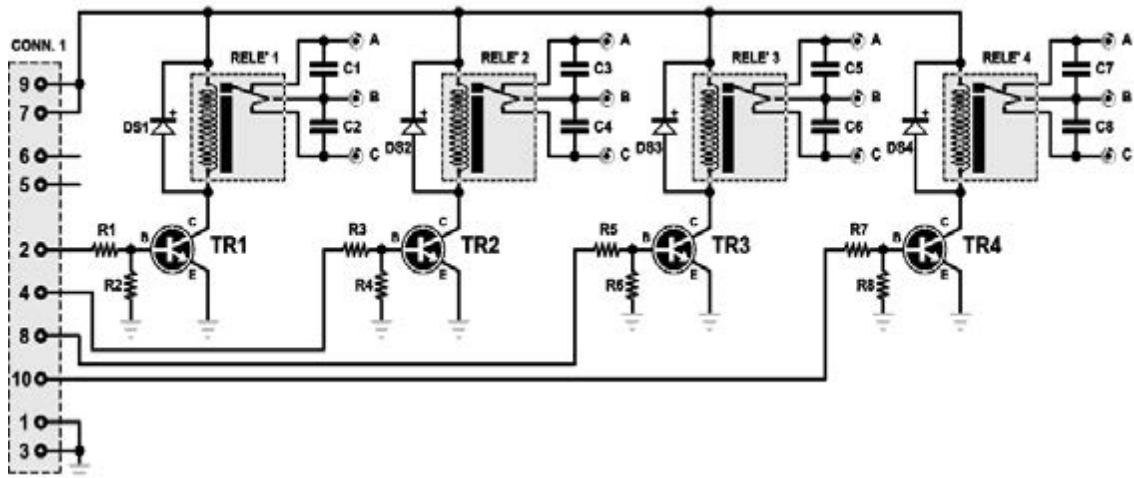 CONN. 1
9
7
6
5
2
4
8
10
1
3
RELE' 1
DS1
A
C1
B
C2
C
R1
R2
B
C
E
TR1
RELE' 2
DS2
A
C3
B
C4
C
R3
R4
B
C
E
TR2
RELE' 3
DS3
A
C5
B
C6
C
R5
R6
B
C
E
TR3
RELE' 4
DS4
A
C7
B
C8
C
R7
R8
B
C
E
TR4